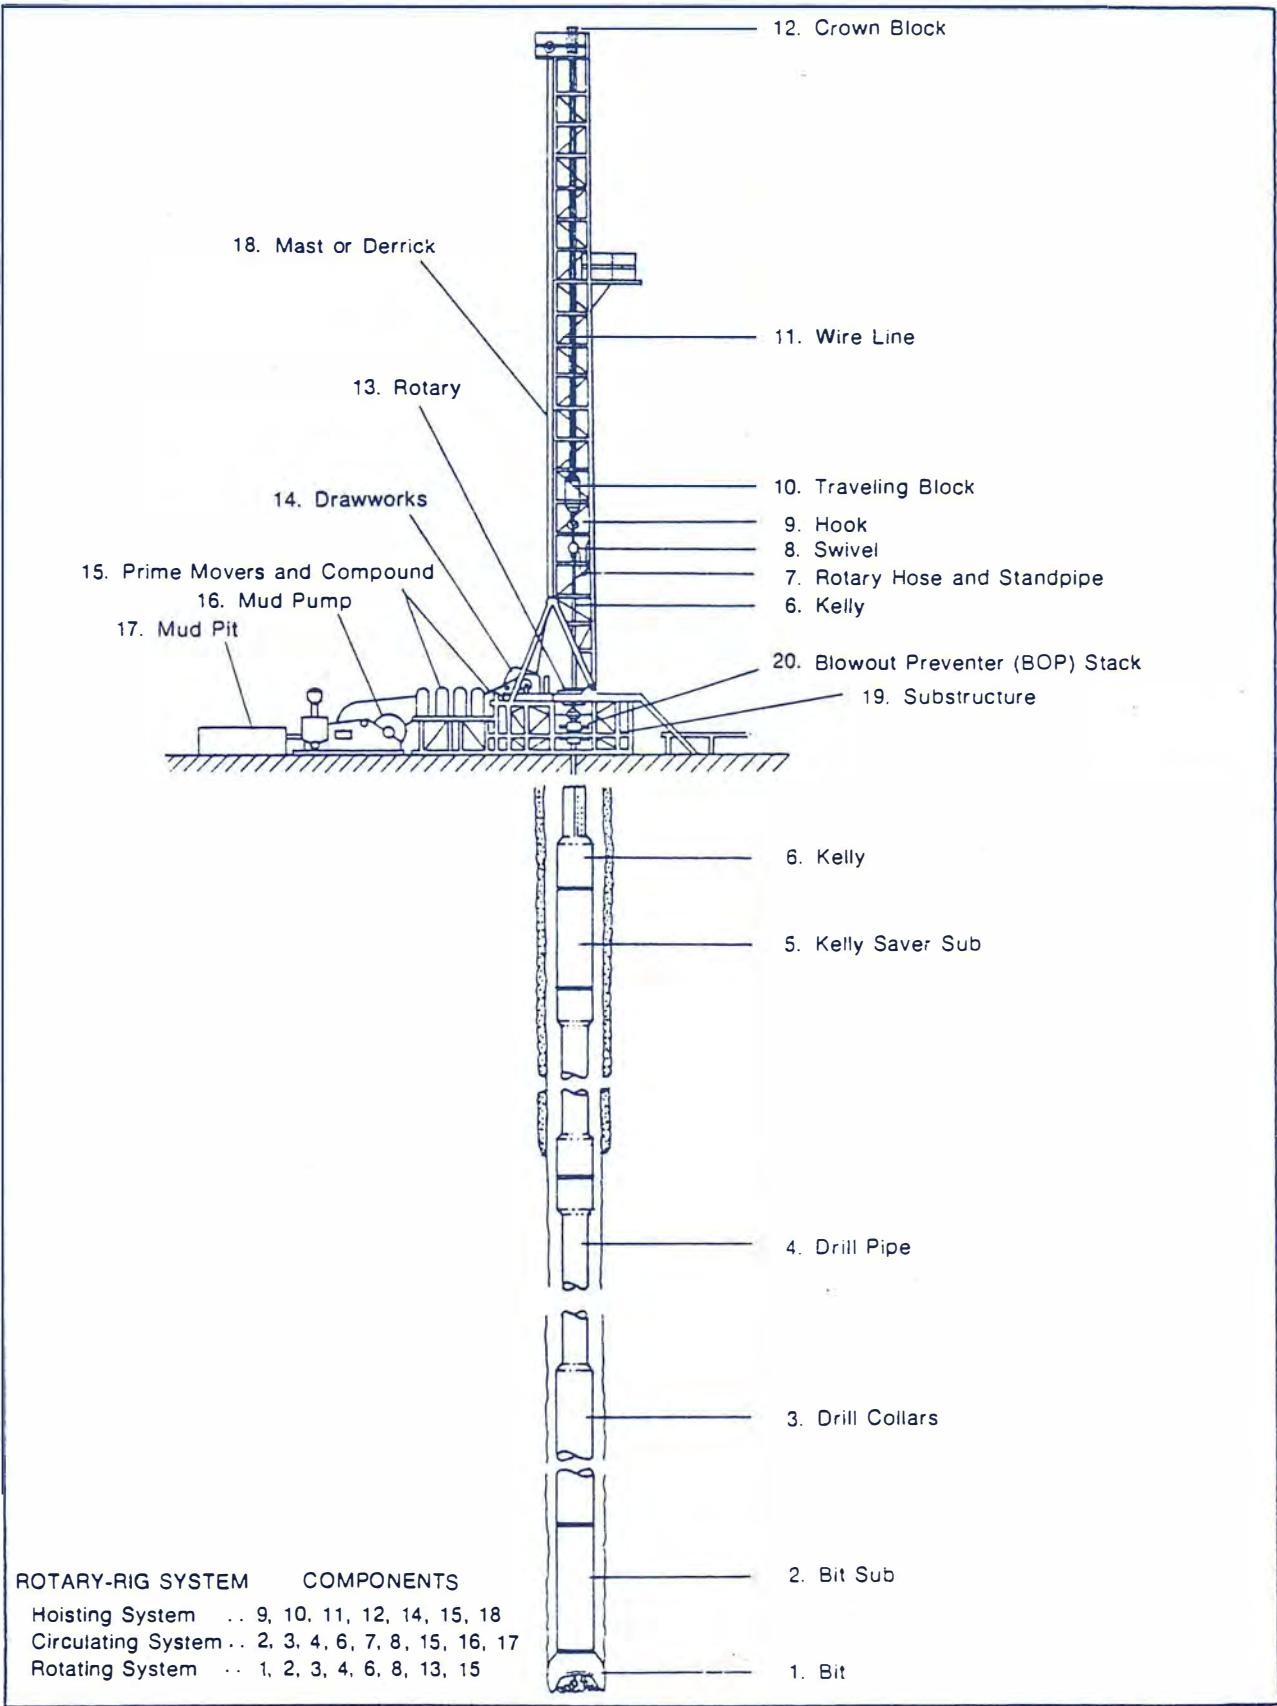 12. Crown Block
18. Mast or Derrick
11. Wire Line
13. Rotary
10. Traveling Block
14. Drawworks
9. Hook
8. Swivel
15. Prime Movers and Compound
7. Rotary Hose and Standpipe
16. Mud Pump
6. Kelly
17. Mud Pit
20. Blowout Preventer (BOP) Stack
19. Substructure
6. Kelly
5. Kelly Saver Sub
4. Drill Pipe
3. Drill Collars
2. Bit Sub
1. Bit
ROTARY-RIG SYSTEM COMPONENTS
Hoisting System .. 9, 10, 11, 12, 14, 15, 18
Circulating System .. 2, 3, 4, 6, 7, 8, 15, 16, 17
Rotating System .. 1, 2, 3, 4, 6, 8, 13, 15